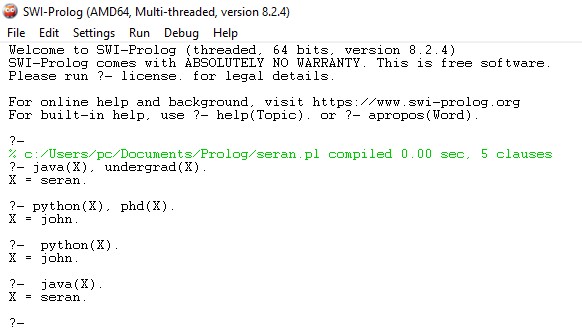 SWI-Prolog (AMD64, Multi-threaded, version 8.2.4)
File Edit Settings Run Debug Help
Welcome to SWI-Prolog (threaded, 64 bits, version 8.2.4)
SWI-Prolog comes with ABSOLUTELY NO WARRANTY. This is free software.
Please run ?- license. for legal details.
For online help and background, visit https://www.swi-prolog.org
For built-in help, use ?- help(Topic). or ?- apropos(Word).
?-
% c:/Users/pc/Documents/Prolog/seran.pl compiled 0.00 sec, 5 clauses
?- java(X), undergrad(X).
X = seran.
?- python(X), phd(X).
X = john.
?-  python(X).
X = john.
?-  java(X).
X = seran.
?-